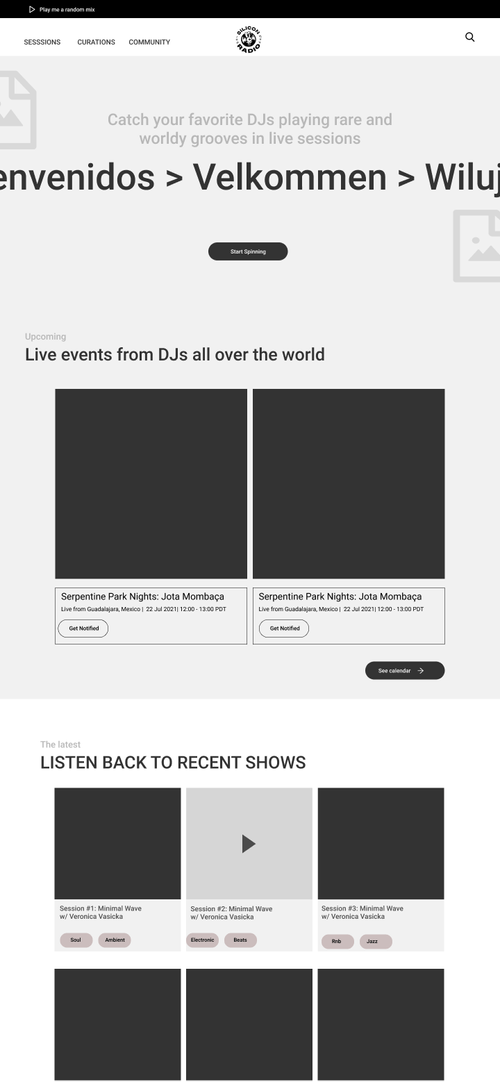 Play me a random mix
SESSSIONS
CURATIONS
COMMUNITY
SILICON
RADIO
Catch your favorite DJs playing rare and
worldy grooves in live sessions
envenidos > Velkommen > Wiluj
Start Spinning
Upcoming
Live events from DJs all over the world
Serpentine Park Nights: Jota Mombaça
Live from Guadalajara, Mexico | 22 Jul 2021| 12:00 - 13:00 PDT
Get Notified
Serpentine Park Nights: Jota Mombaça
Live from Guadalajara, Mexico | 22 Jul 2021| 12:00 - 13:00 PDT
Get Notified
See calendar
The latest
LISTEN BACK TO RECENT SHOWS
Session #1: Minimal Wave
w/ Veronica Vasicka
Soul
Ambient
Session #2: Minimal Wave
w/ Veronica Vasicka
Electronic
Beats
Session #3: Minimal Wave
w/ Veronica Vasicka
Rnb
Jazz